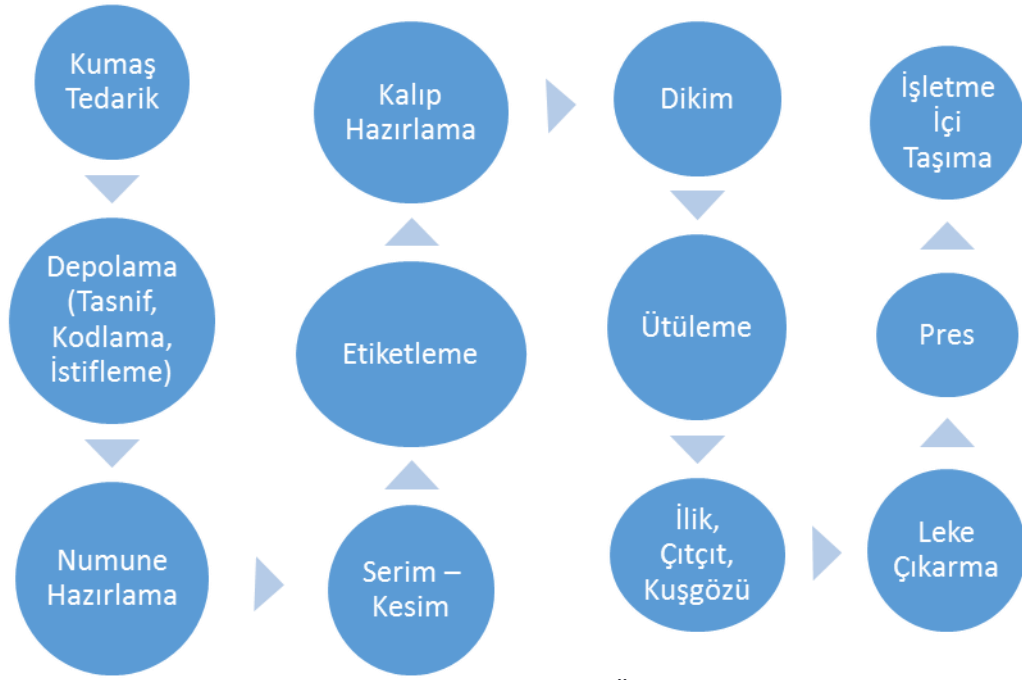 Kumaş
Tedarik
Depolama
(Tasnif,
Kodlama,
İstifleme)
Numune
Hazırlama
Serim –
Kesim
Etiketleme
Kalıp
Hazırlama
Dikim
Ütüleme
İlik,
Çıtçıt,
Kuşgözü
Leke
Çıkarma
Pres
İşletme
İçi
Taşıma